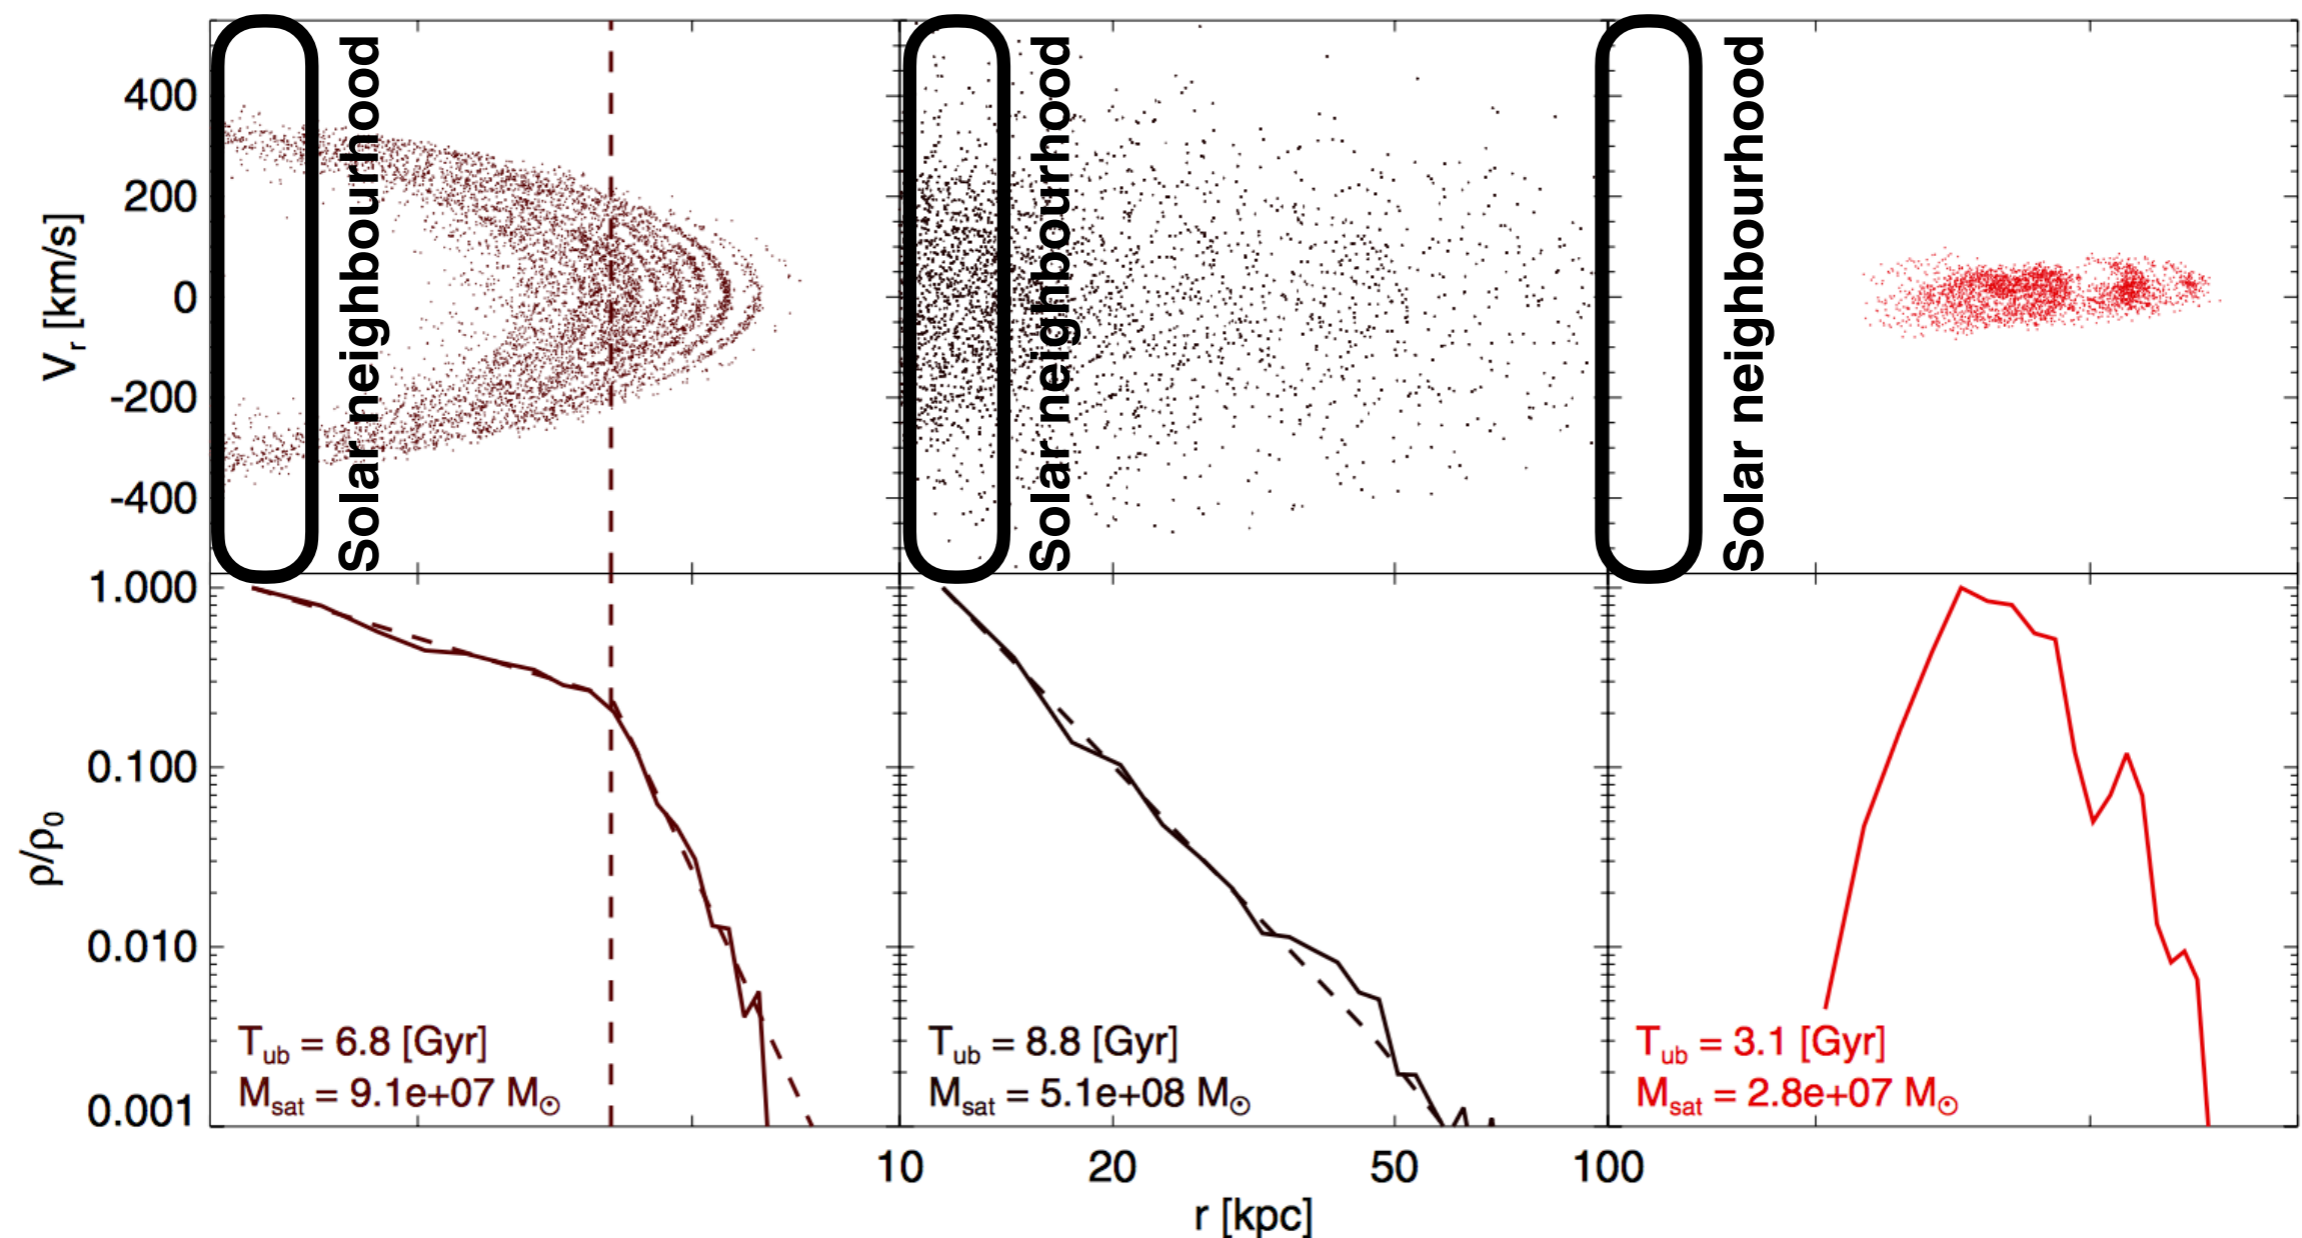 Solar neighbourhood
Solar neighbourhood
Solar neighbourhood
400
200
0
-200
-400
V_r [km/s]
1.000
0.100
0.010
0.001
ρ/ρ_0
T_ub = 6.8 [Gyr]
M_sat = 9.1e+07 M_⊙
T_ub = 8.8 [Gyr]
M_sat = 5.1e+08 M_⊙
T_ub = 3.1 [Gyr]
M_sat = 2.8e+07 M_⊙
10 20 50 100
r [kpc]